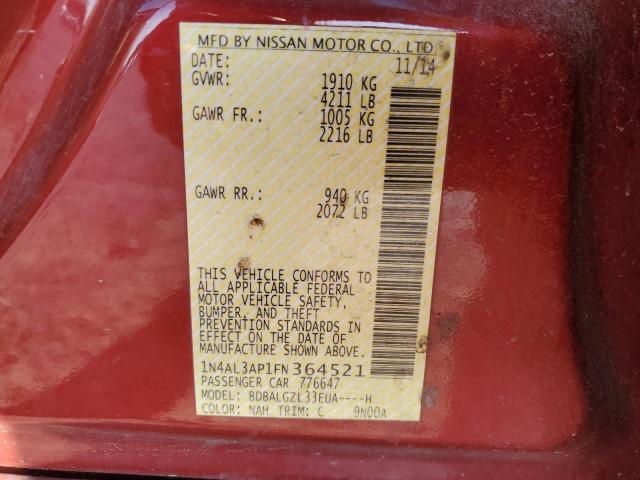 MFD BY NISSAN MOTOR CO., LTD
DATE: 11/14
GVWR: 1910 KG
4211 LB
GAWR FR.: 1005 KG
2216 LB
GAWR RR.: 940 KG
2072 LB
THIS VEHICLE CONFORMS TO
ALL APPLICABLE FEDERAL
MOTOR VEHICLE SAFETY,
BUMPER, AND THEFT
PREVENTION STANDARDS IN
EFFECT ON THE DATE OF
MANUFACTURE SHOWN ABOVE.
1N4AL3AP1FN364521
PASSENGER CAR 776647
MODEL: BDBALGZL33EUA----H
COLOR: NAH TRIM: C 9N00A